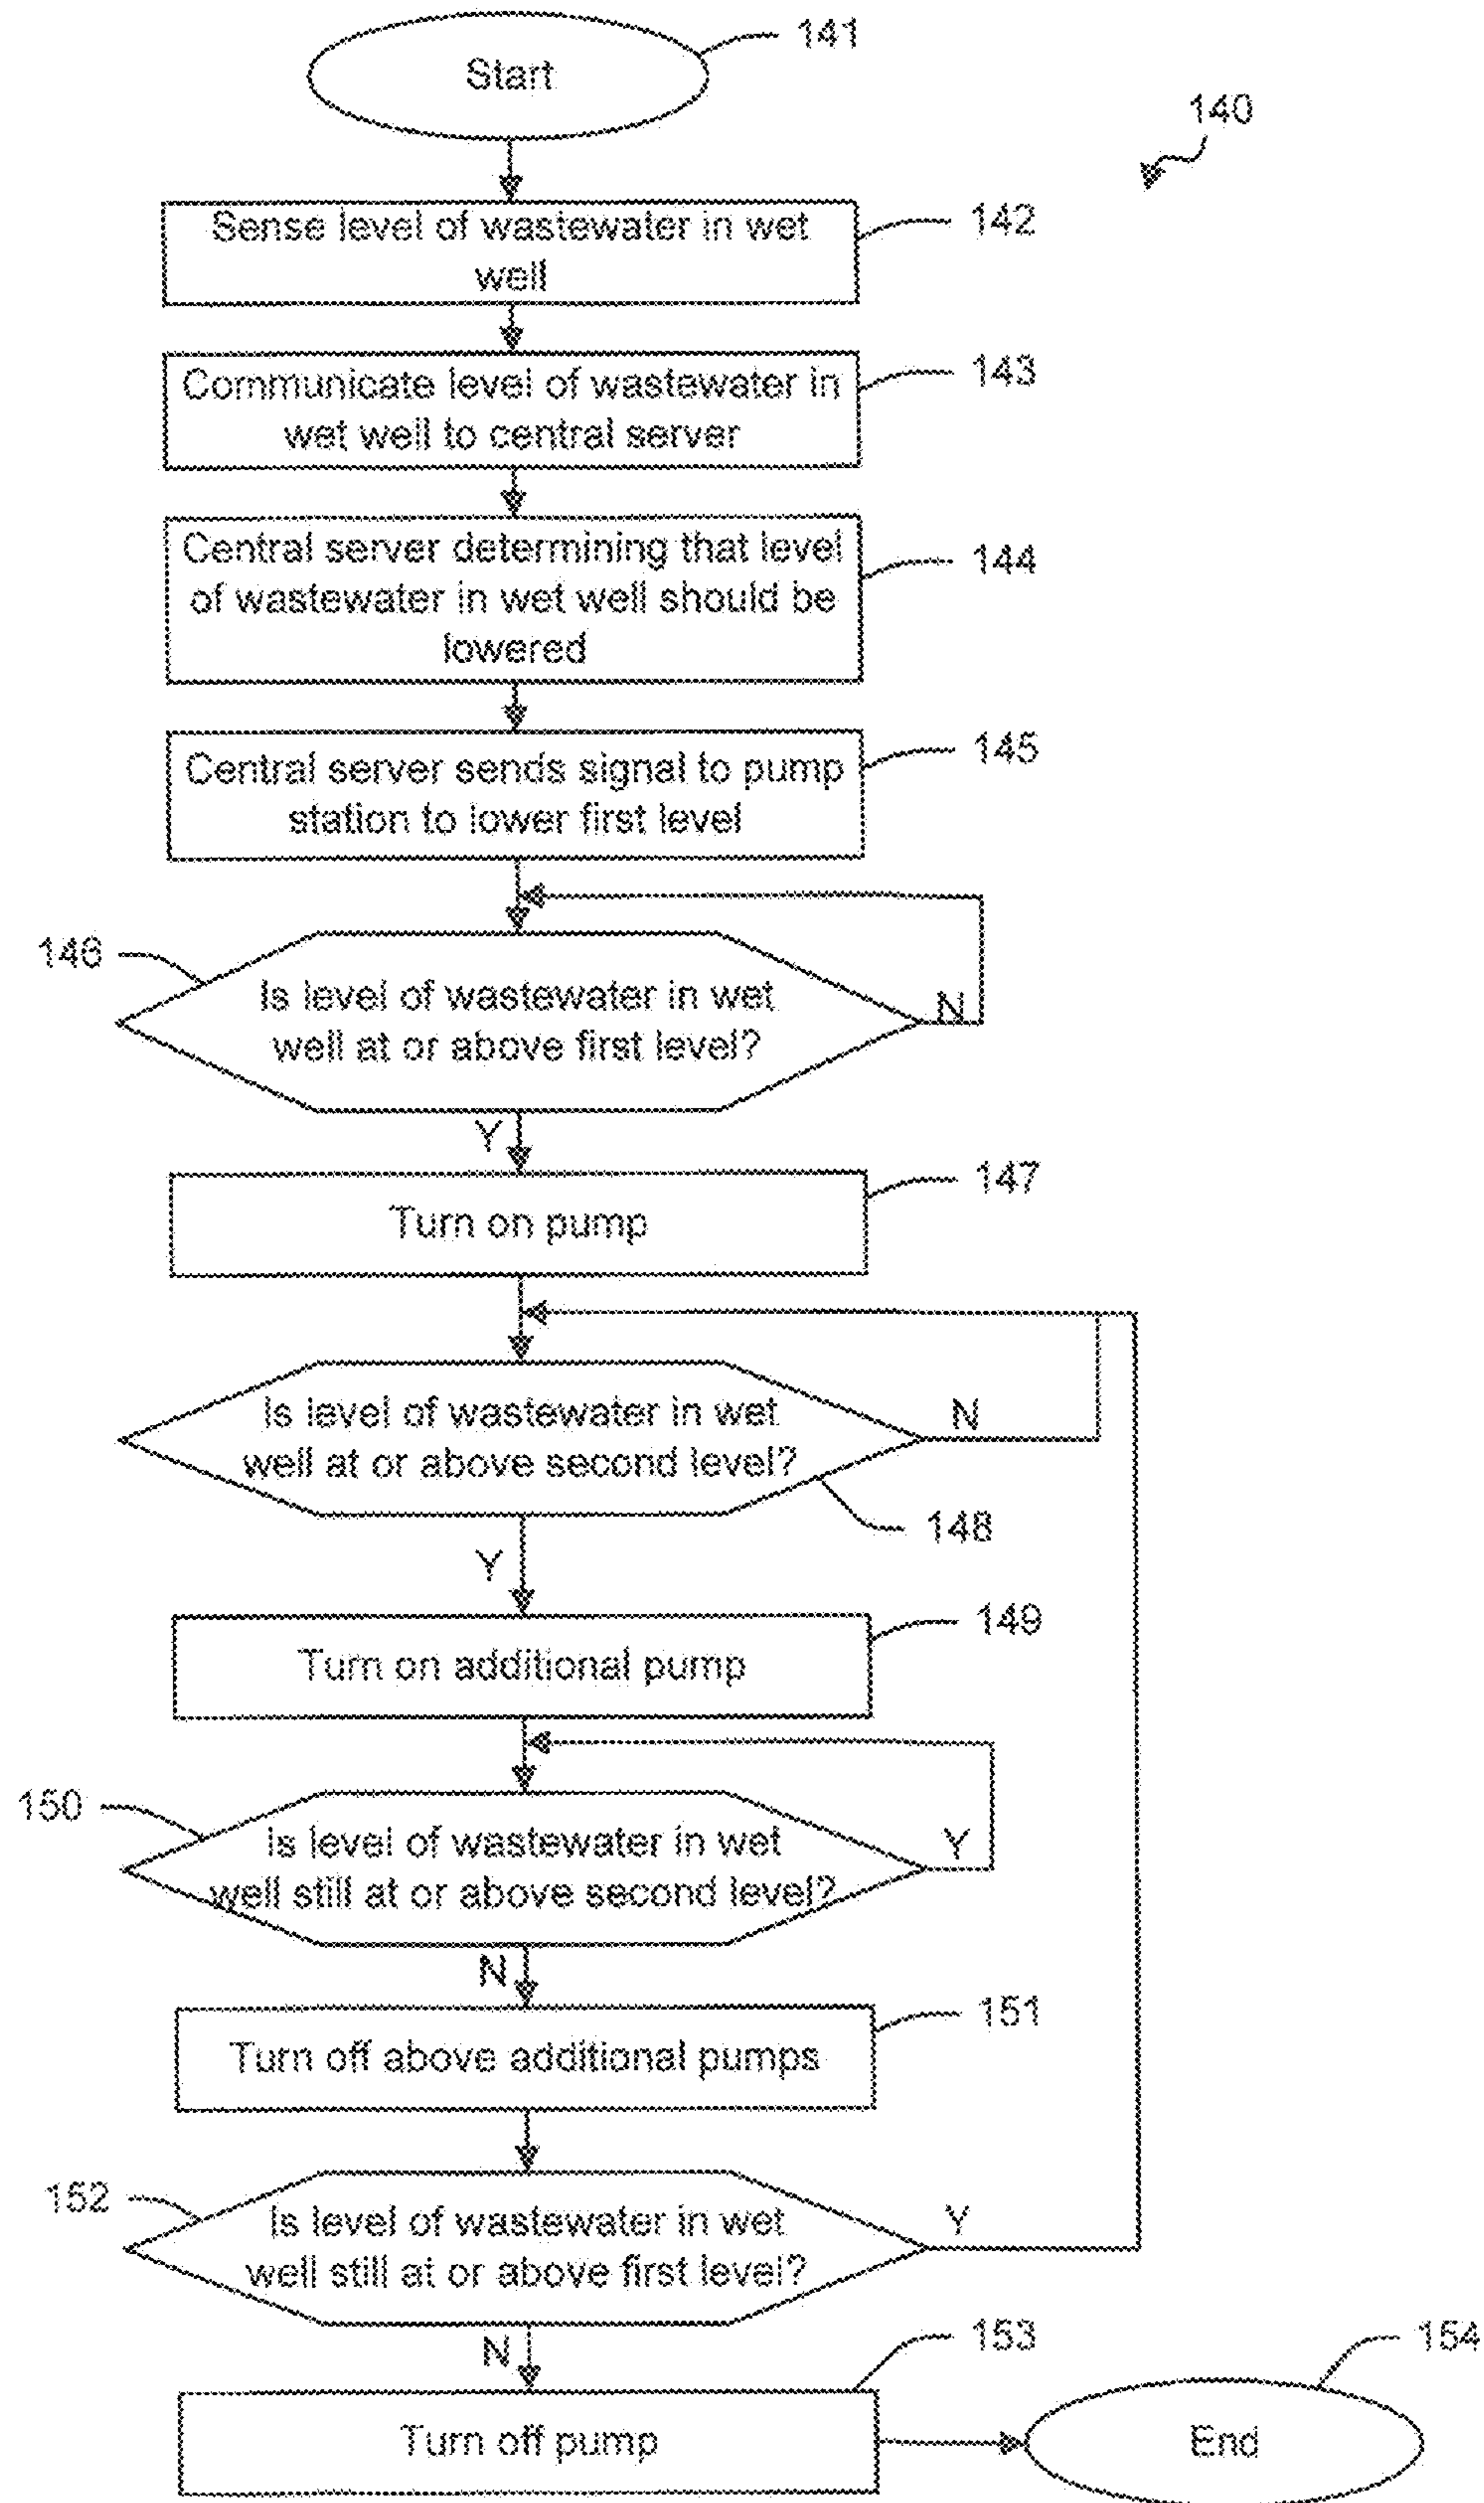 Start
141
140
Sense level of wastewater in wet
well
142
Communicate level of wastewater in
wet well to central server
143
Central server determining that level
of wastewater in wet well should be
lowered
144
Central server sends signal to pump
station to lower first level
145
146
Is level of wastewater in wet
well at or above first level?
N
Y
Turn on pump
147
Is level of wastewater in wet
well at or above second level?
N
148
Y
Turn on additional pump
149
150
Is level of wastewater in wet
well still at or above second level?
Y
N
Turn off above additional pumps
151
152
Is level of wastewater in wet
well still at or above first level?
Y
N
Turn off pump
153
End
154